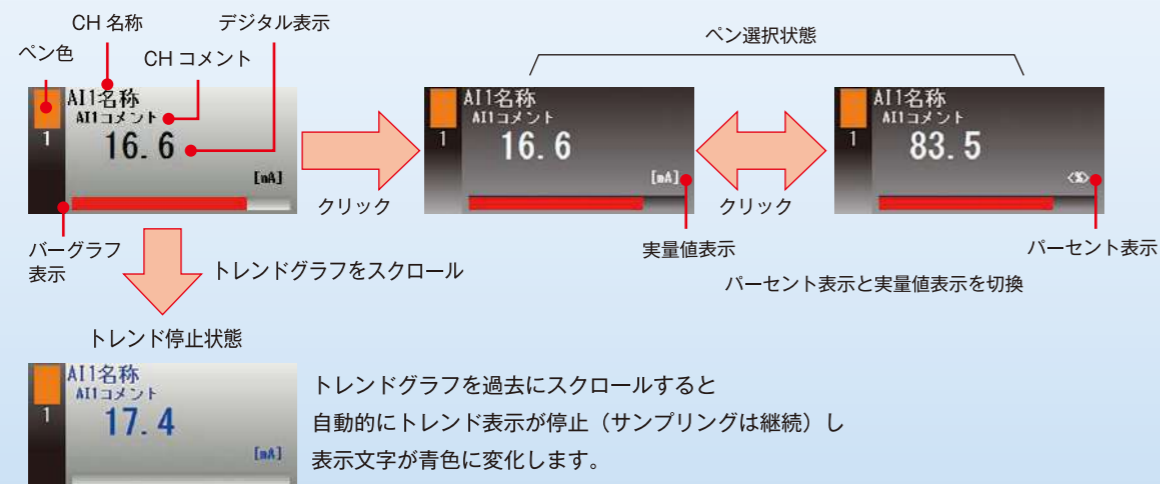 CH 名称
デジタル表示
ペン色
CH コメント
ペン選択状態
AI1名称
AI1コメント
1
16.6
[mA]
AI1名称
AI1コメント
1
16.6
[mA]
AI1名称
AI1コメント
1
83.5
<%>
クリック
クリック
バーグラフ
表示
トレンドグラフをスクロール
実量値表示
パーセント表示
パーセント表示と実量値表示を切換
トレンド停止状態
AI1名称
AI1コメント
1
17.4
[mA]
トレンドグラフを過去にスクロールすると
自動的にトレンド表示が停止（サンプリングは継続）し
表示文字が青色に変化します。